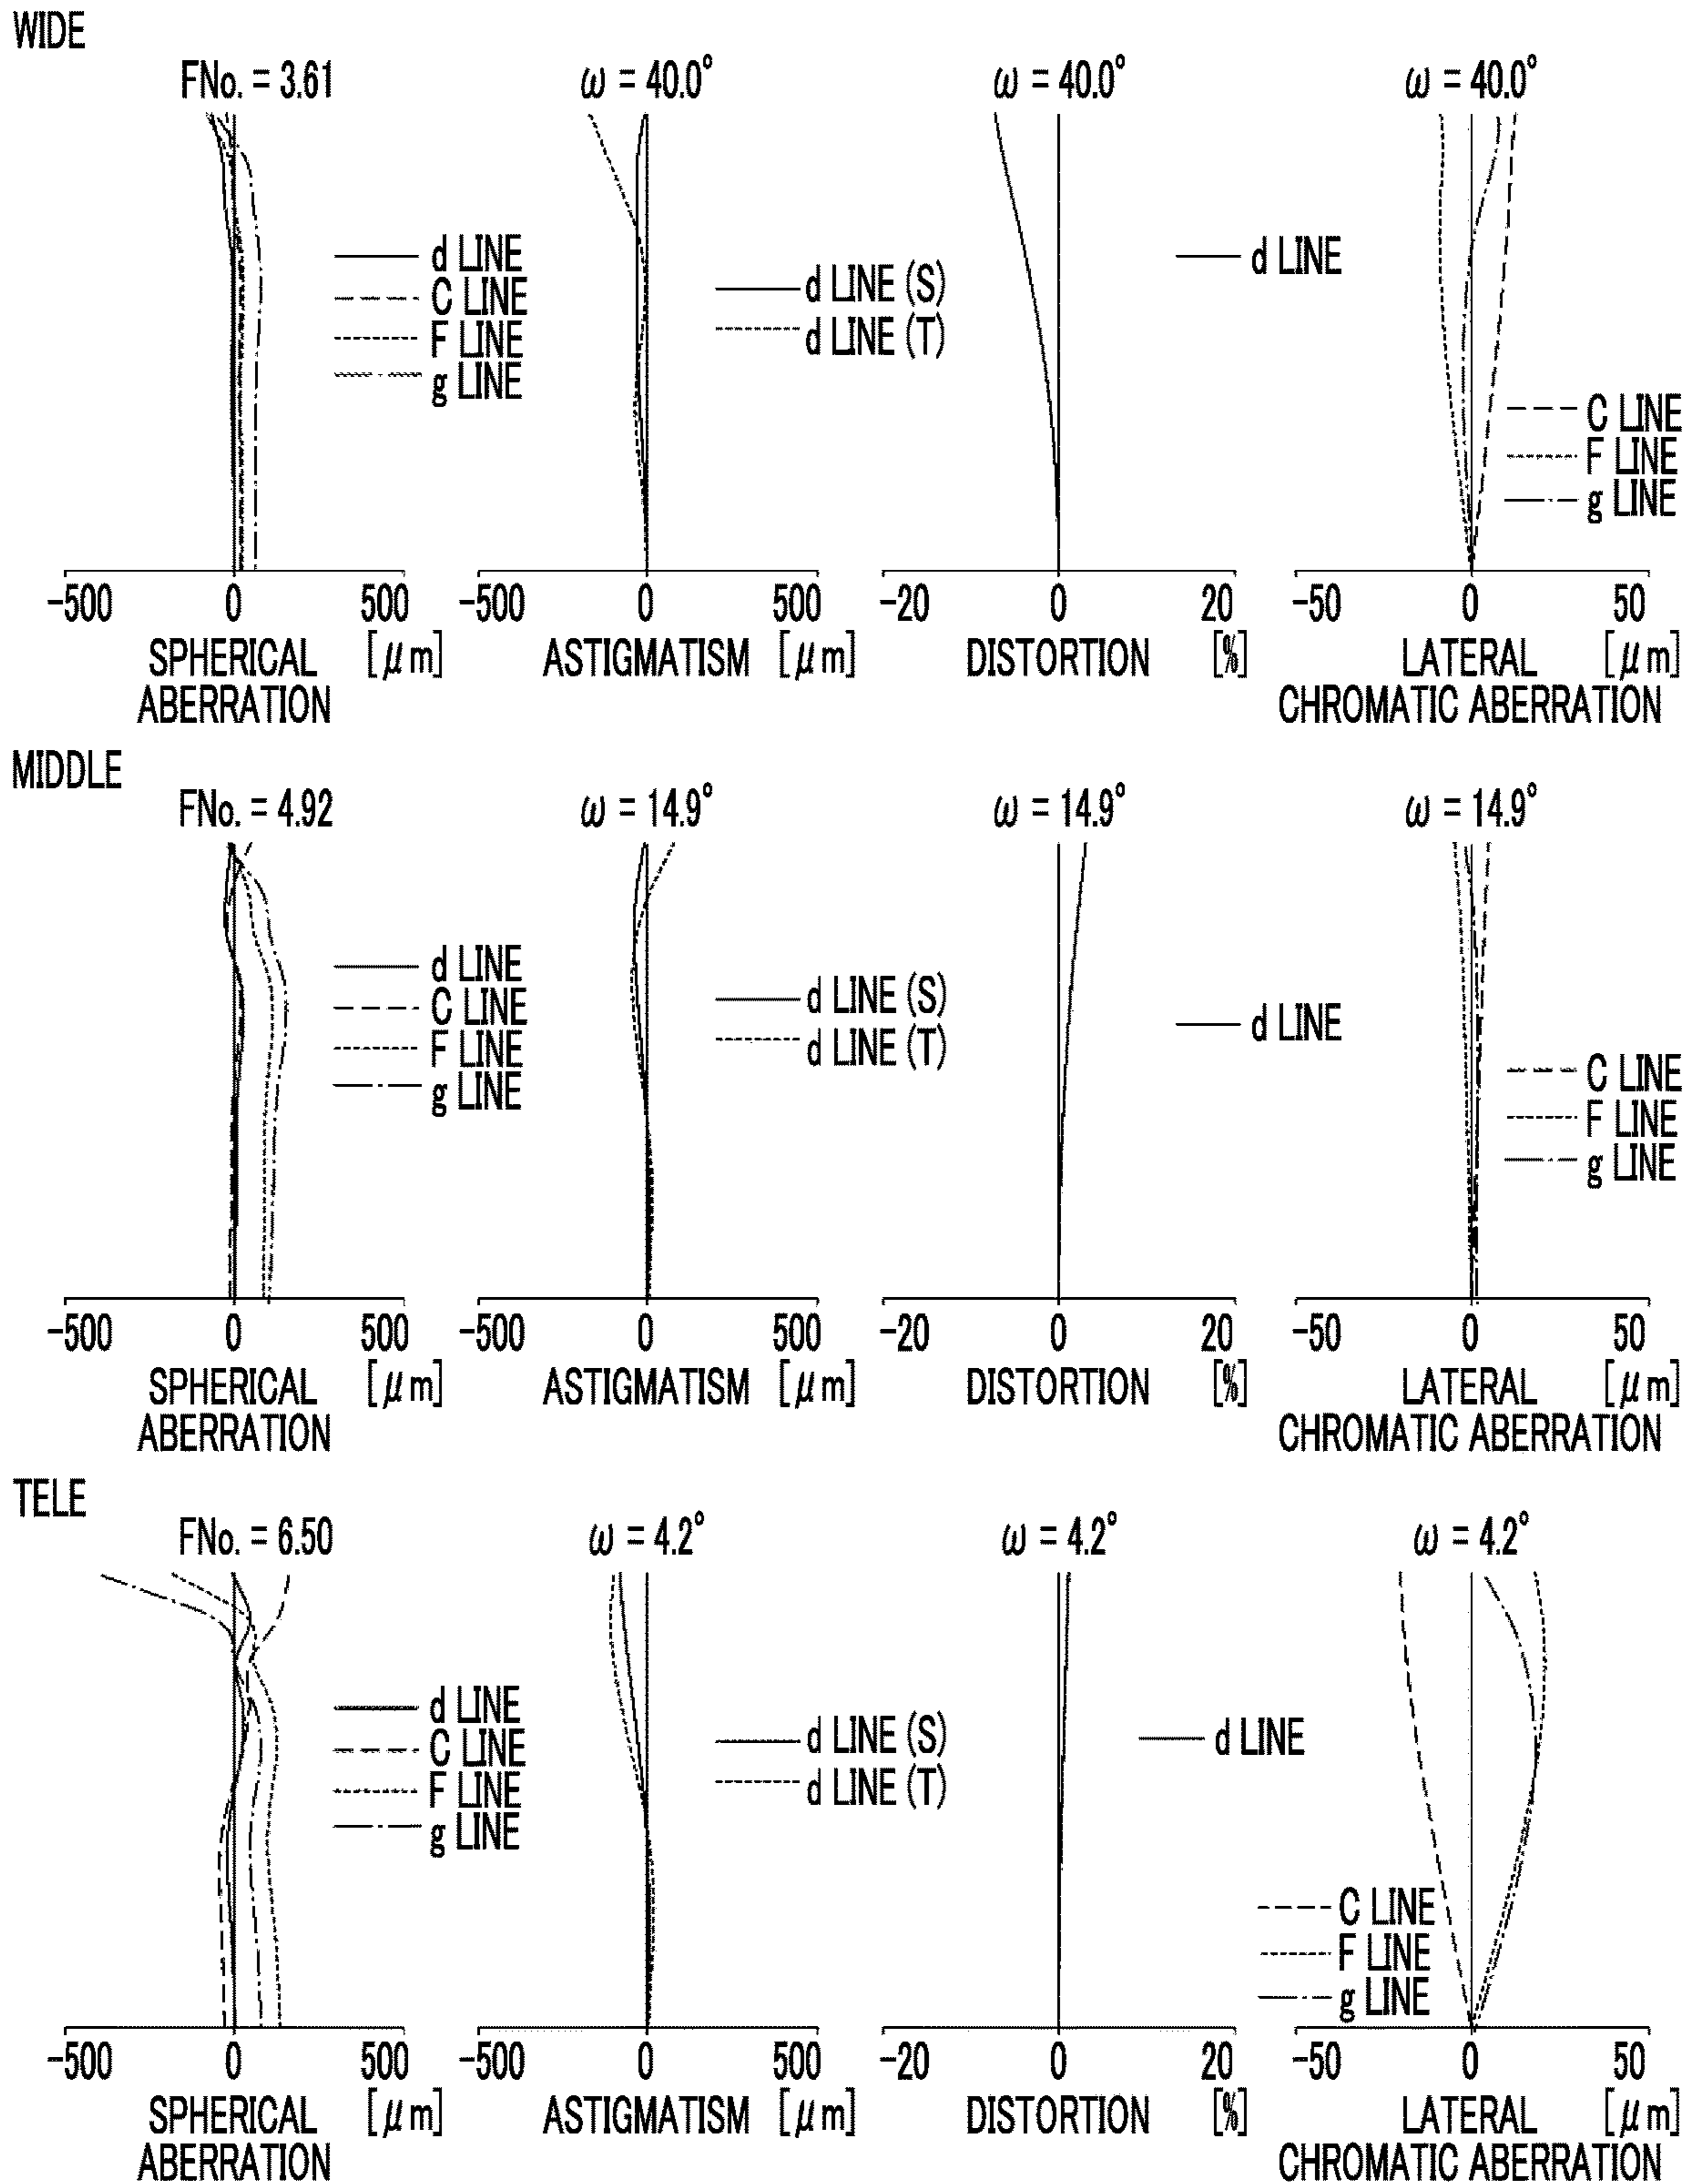 WIDE
FNo. = 3.61
ω = 40.0°
ω = 40.0°
ω = 40.0°
d LINE
C LINE
F LINE
g LINE
d LINE (S)
d LINE (T)
d LINE
C LINE
F LINE
g LINE
-500 0 500
-500 0 500
-20 0 20
-50 0 50
SPHERICAL [μm]
ABERRATION
ASTIGMATISM [μm]
DISTORTION [%]
LATERAL [μm]
CHROMATIC ABERRATION
MIDDLE
FNo. = 4.92
ω = 14.9°
ω = 14.9°
ω = 14.9°
d LINE
C LINE
F LINE
g LINE
d LINE (S)
d LINE (T)
d LINE
C LINE
F LINE
g LINE
-500 0 500
-500 0 500
-20 0 20
-50 0 50
SPHERICAL [μm]
ABERRATION
ASTIGMATISM [μm]
DISTORTION [%]
LATERAL [μm]
CHROMATIC ABERRATION
TELE
FNo. = 6.50
ω = 4.2°
ω = 4.2°
ω = 4.2°
d LINE
C LINE
F LINE
g LINE
d LINE (S)
d LINE (T)
d LINE
C LINE
F LINE
g LINE
-500 0 500
-500 0 500
-20 0 20
-50 0 50
SPHERICAL [μm]
ABERRATION
ASTIGMATISM [μm]
DISTORTION [%]
LATERAL [μm]
CHROMATIC ABERRATION